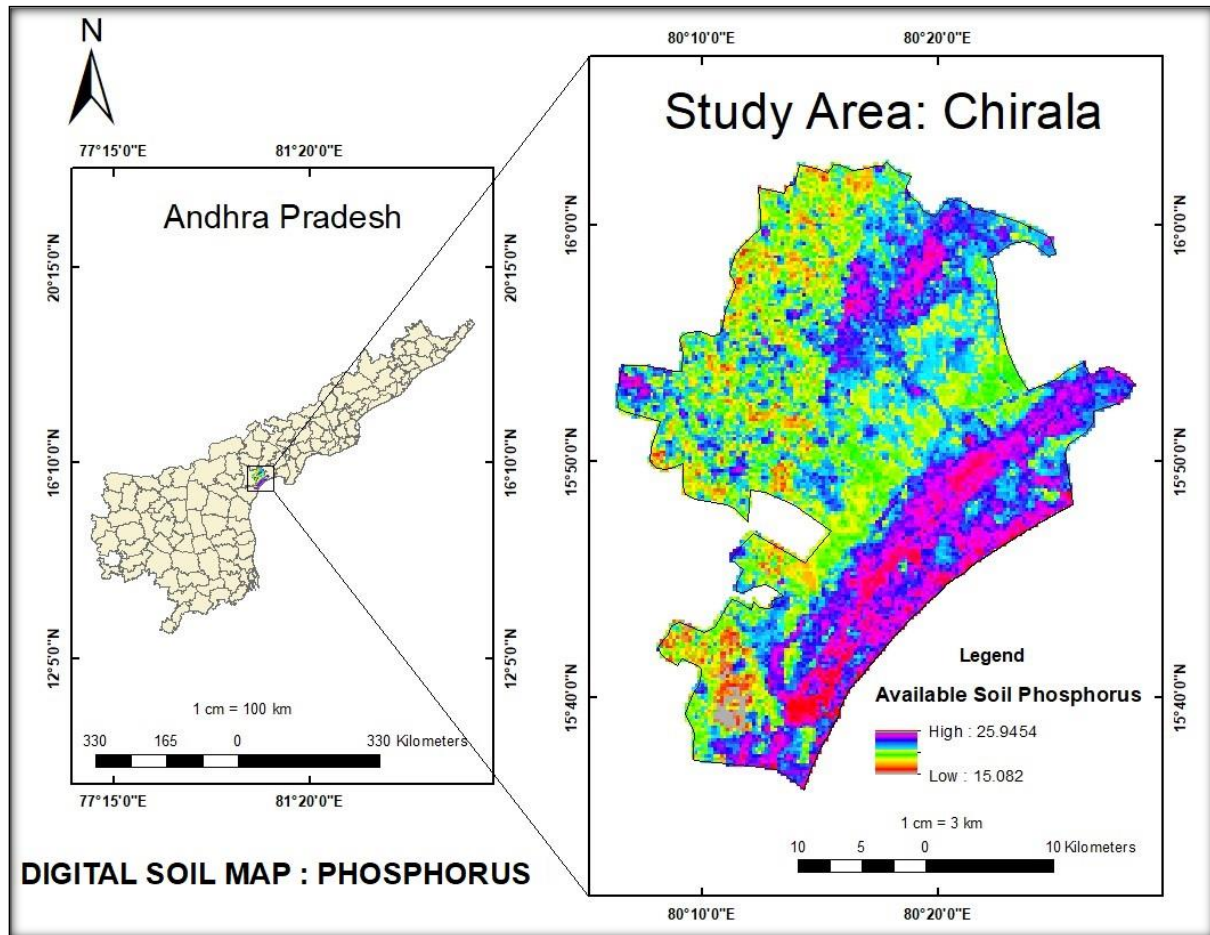 N
77°15'0"E 81°20'0"E
Andhra Pradesh
20°15'0"N 20°15'0"N
16°10'0"N 16°10'0"N
12°5'0"N 12°5'0"N
1 cm = 100 km
330 165 0 330 Kilometers
77°15'0"E 81°20'0"E
DIGITAL SOIL MAP : PHOSPHORUS
80°10'0"E 80°20'0"E
Study Area: Chirala
16°0'0"N 16°0'0"N
15°50'0"N 15°50'0"N
15°40'0"N 15°40'0"N
Legend
Available Soil Phosphorus
High : 25.9454
Low : 15.082
1 cm = 3 km
10 5 0 10 Kilometers
80°10'0"E 80°20'0"E